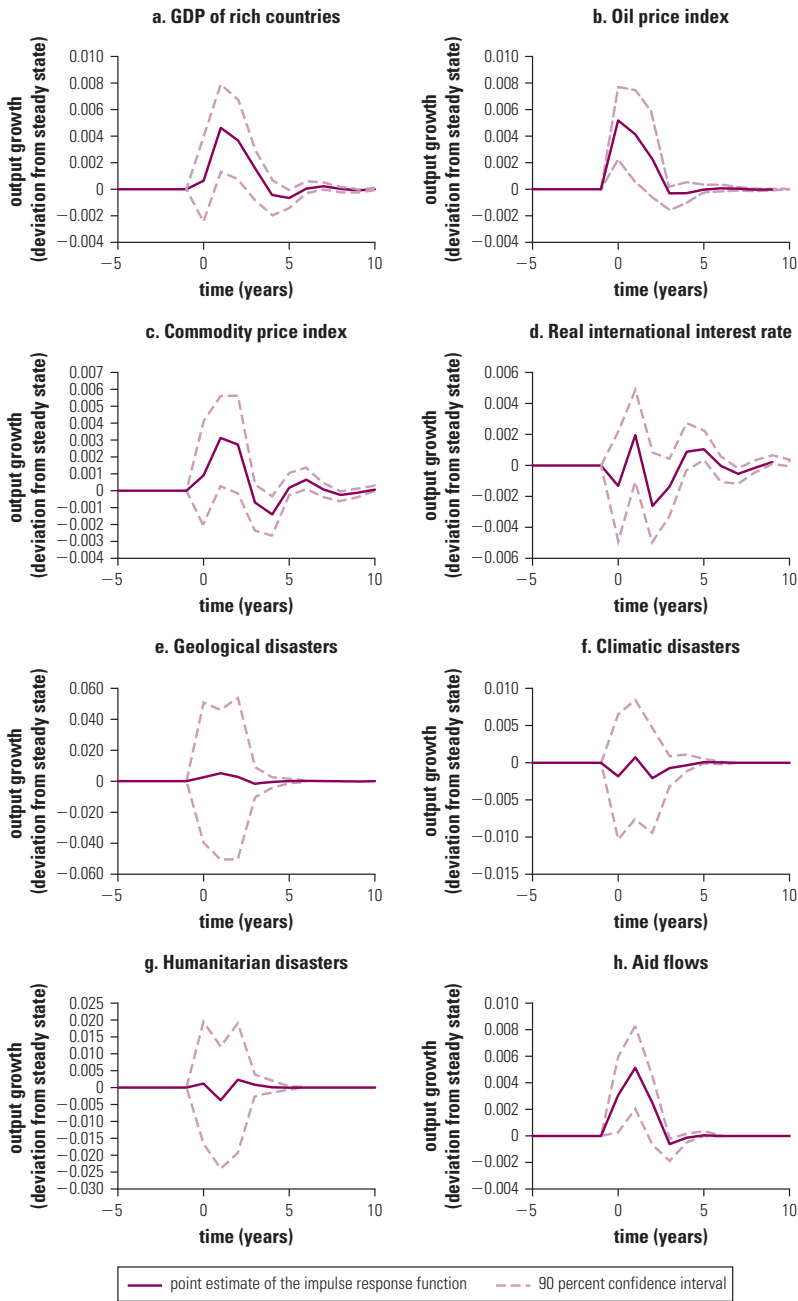 a. GDP of rich countries
output growth
(deviation from steady state)
0.010
0.008
0.006
0.004
0.002
0
−0.002
−0.004
−5 0 5 10
time (years)
b. Oil price index
output growth
(deviation from steady state)
0.010
0.008
0.006
0.004
0.002
0
−0.002
−0.004
−5 0 5 10
time (years)
c. Commodity price index
output growth
(deviation from steady state)
0.007
0.006
0.005
0.004
0.003
0.002
0.001
0
−0.001
−0.002
−0.003
−0.004
−5 0 5 10
time (years)
d. Real international interest rate
output growth
(deviation from steady state)
0.006
0.004
0.002
0
−0.002
−0.004
−0.006
−5 0 5 10
time (years)
e. Geological disasters
output growth
(deviation from steady state)
0.060
0.040
0.020
0
−0.020
−0.040
−0.060
−5 0 5 10
time (years)
f. Climatic disasters
output growth
(deviation from steady state)
0.010
0.005
0
−0.005
−0.010
−0.015
−5 0 5 10
time (years)
g. Humanitarian disasters
output growth
(deviation from steady state)
0.025
0.020
0.015
0.010
0.005
0
−0.005
−0.010
−0.015
−0.020
−0.025
−0.030
−5 0 5 10
time (years)
h. Aid flows
output growth
(deviation from steady state)
0.010
0.008
0.006
0.004
0.002
0
−0.002
−0.004
−5 0 5 10
time (years)
point estimate of the impulse response function
90 percent confidence interval